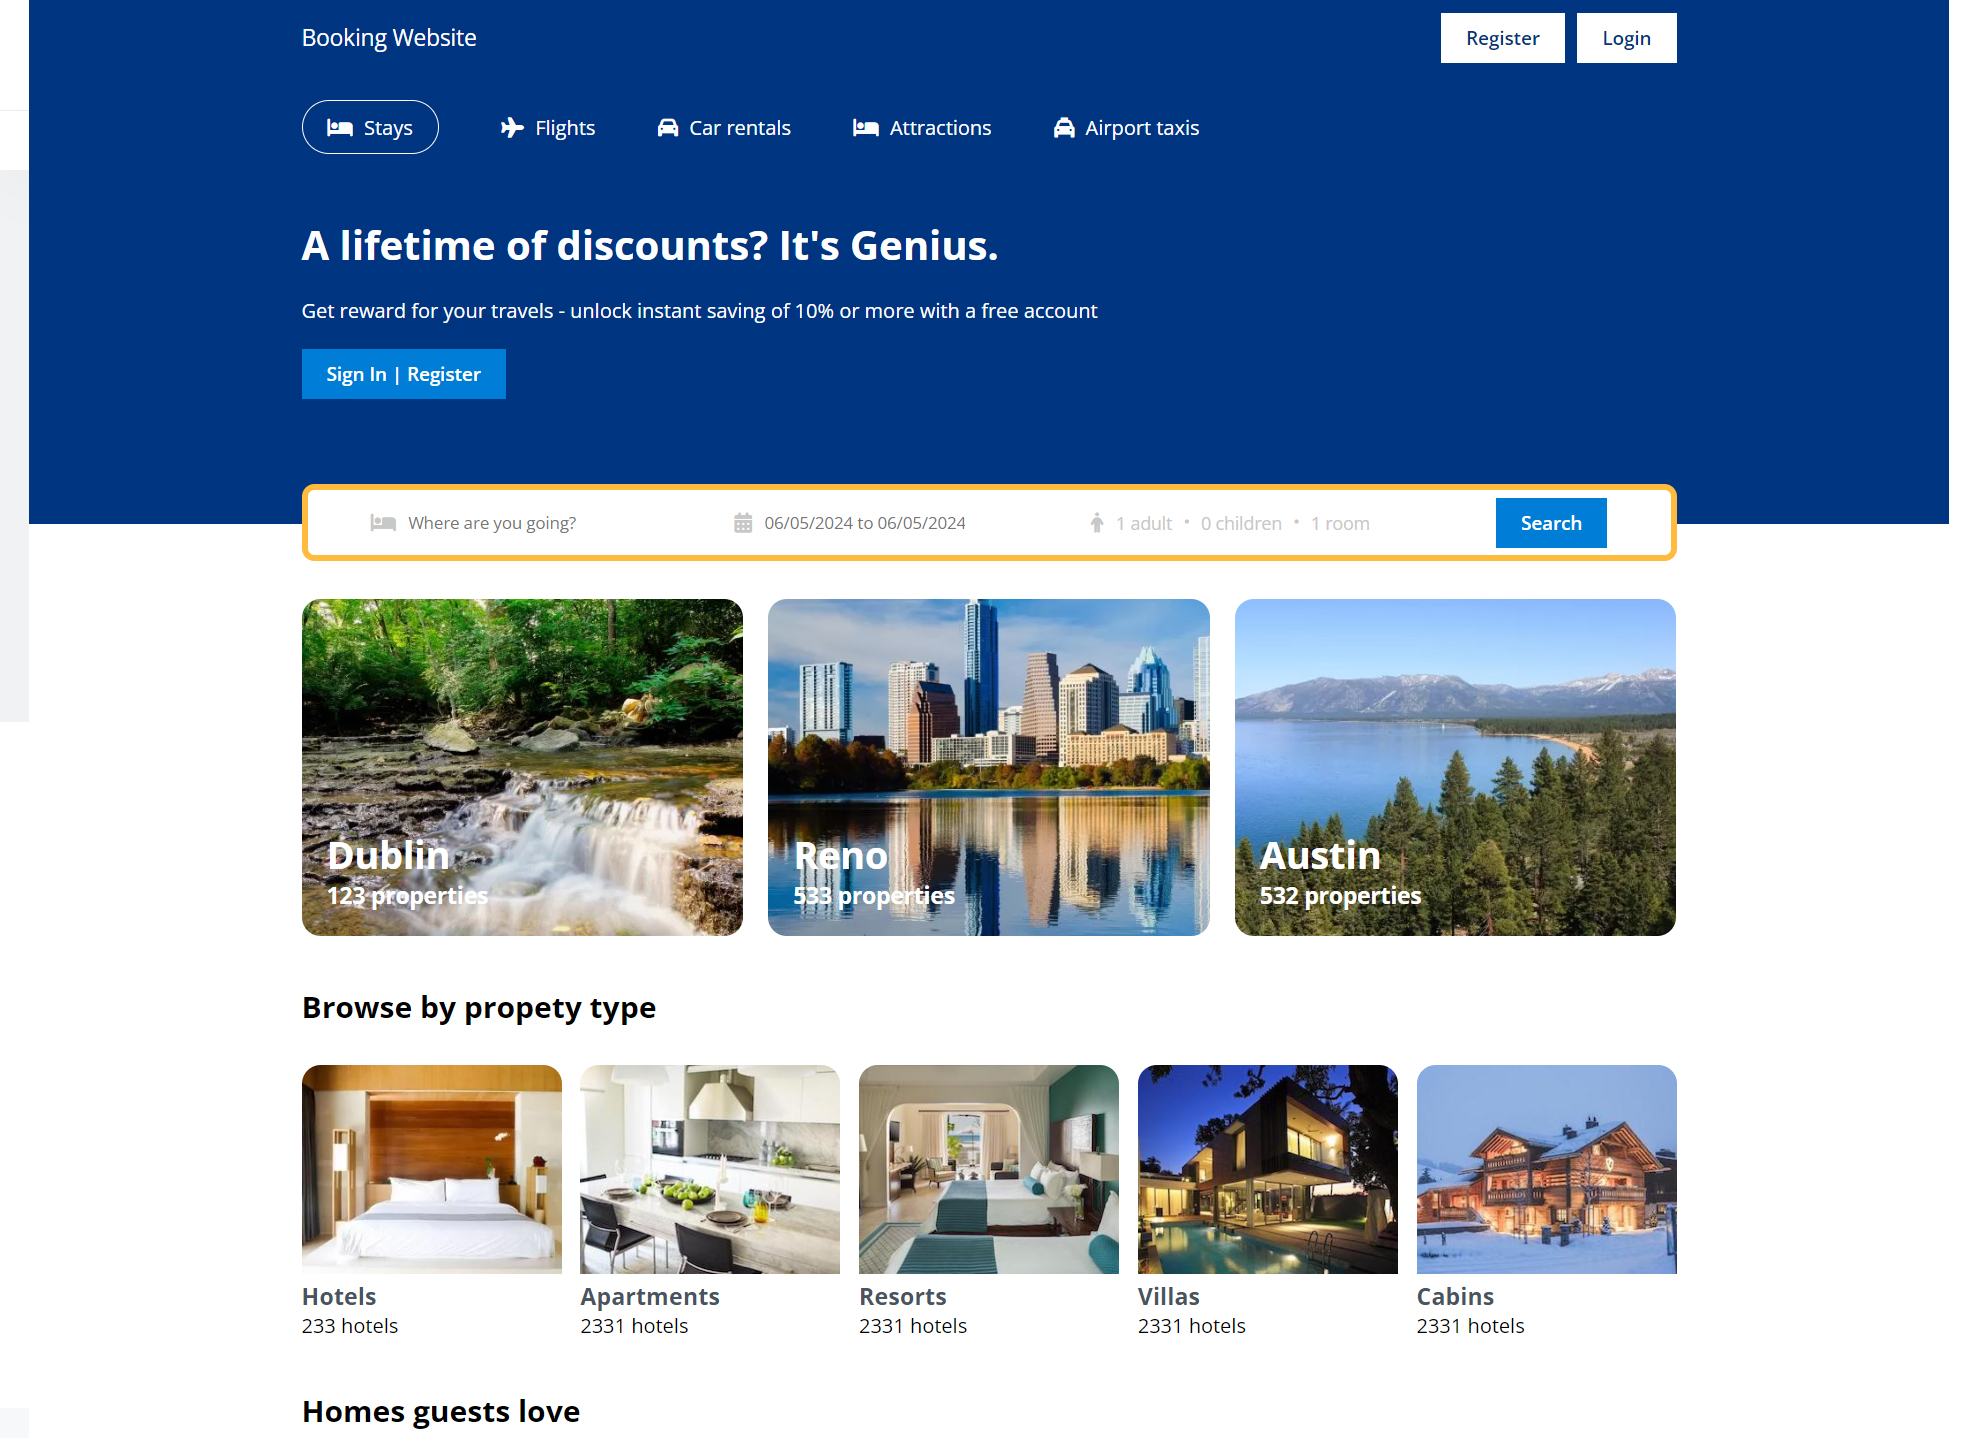 Booking Website
Register
Login
Stays
Flights
Car rentals
Attractions
Airport taxis
A lifetime of discounts? It's Genius.
Get reward for your travels - unlock instant saving of 10% or more with a free account
Sign In | Register
Where are you going?
06/05/2024 to 06/05/2024
1 adult • 0 children • 1 room
Search
Dublin
123 properties
Reno
533 properties
Austin
532 properties
Browse by propety type
Hotels
233 hotels
Apartments
2331 hotels
Resorts
2331 hotels
Villas
2331 hotels
Cabins
2331 hotels
Homes guests love